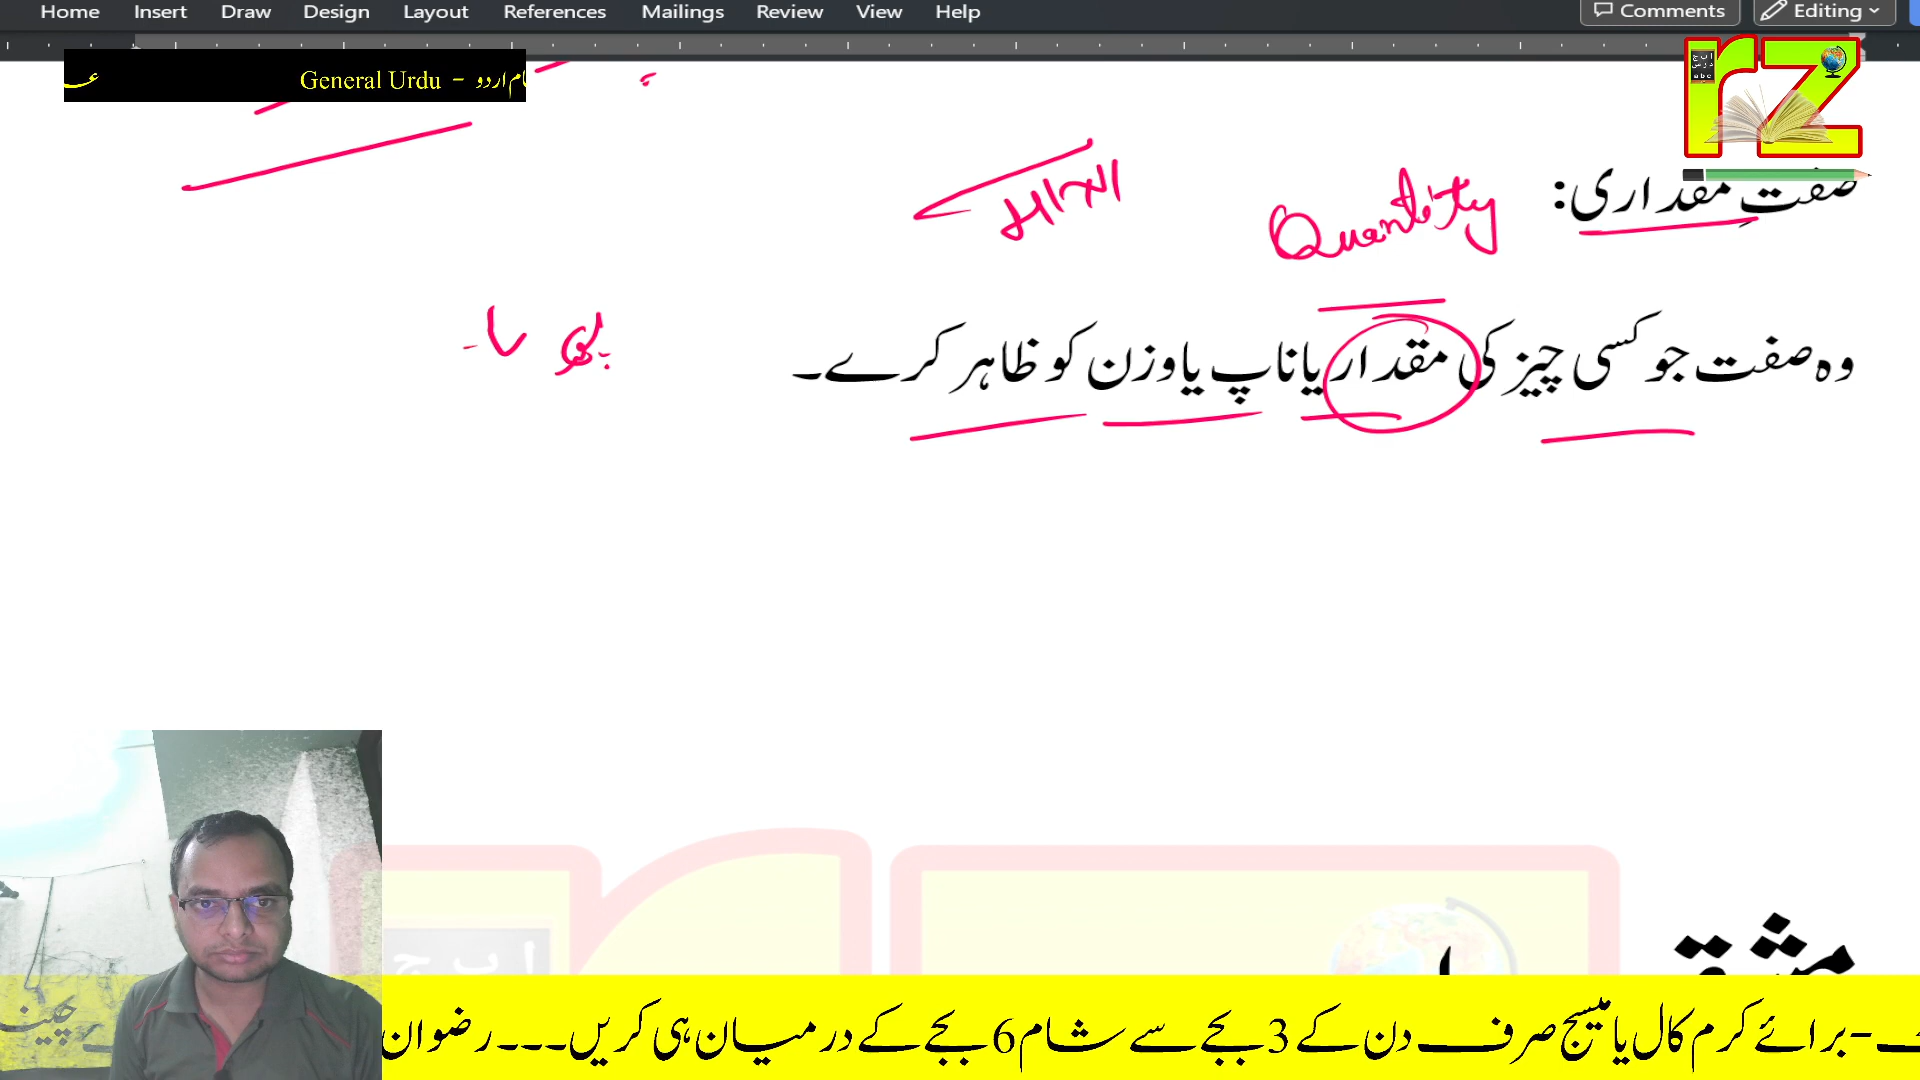 Home Insert Draw Design Layout References Mailings Review View Help Comments Editing
General Urdu - عام اردو
صفتِ مقداری:
Quantity
मात्रा
وہ صفت جو کسی چیز کی مقدار یا ناپ یا وزن کو ظاہر کرے۔
ا ب ج
برائے کرم کال یا میسج صرف دن کے 3 بجے سے شام 6 بجے کے درمیان ہی کریں۔۔۔ رضوان